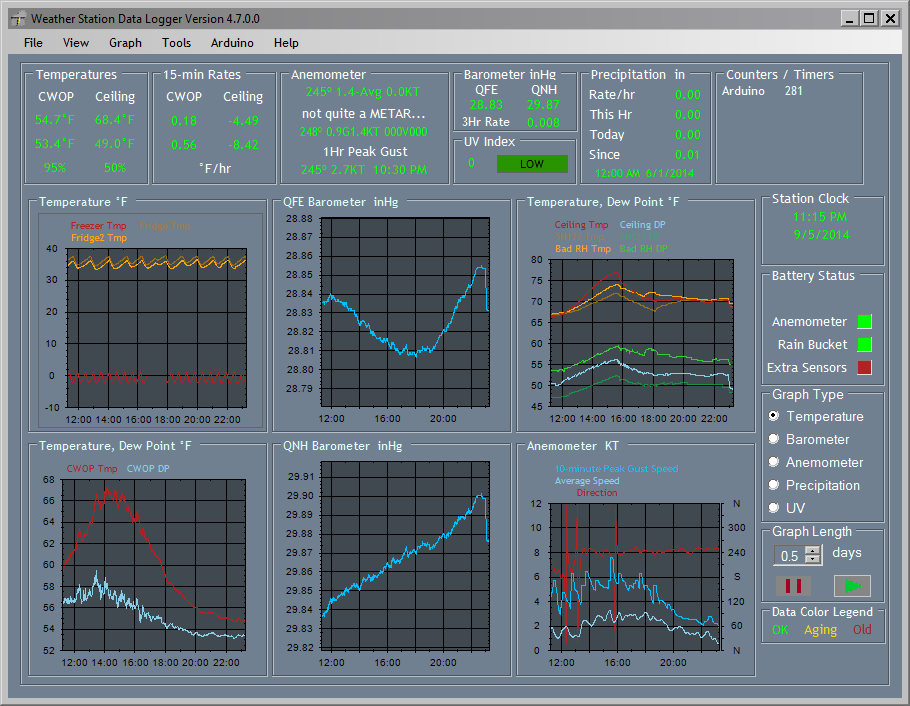 Weather Station Data Logger Version 4.7.0.0
File View Graph Tools Arduino Help
Temperatures
CWOP Ceiling
54.7°F 68.4°F
53.4°F 49.0°F
95% 50%
15-min Rates
CWOP Ceiling
0.18 -4.49
0.56 -8.42
°F/hr
Anemometer
245° 1.4-Avg 0.0KT
not quite a METAR...
248° 0.9G1.4KT 000V000
1Hr Peak Gust
245° 2.7KT 10:30 PM
Barometer inHg
QFE QNH
28.83 29.87
3Hr Rate 0.008
UV Index
0 LOW
Precipitation in
Rate/hr 0.00
This Hr 0.00
Today 0.00
Since 0.01
12:00 AM 6/1/2014
Counters / Timers
Arduino 281
Temperature °F
Freezer Tmp
Fridge2 Tmp
40
30
20
10
0
-10
12:00 14:00 16:00 18:00 20:00 22:00
QFE Barometer inHg
28.88
28.87
28.86
28.85
28.84
28.83
28.82
28.81
28.80
28.79
12:00 16:00 20:00
Temperature, Dew Point °F
Ceiling Tmp Ceiling DP
Bad RH Tmp Bad RH DP
80
75
70
65
60
55
50
45
12:00 14:00 16:00 18:00 20:00 22:00
Station Clock
11:15 PM
9/5/2014
Battery Status
Anemometer
Rain Bucket
Extra Sensors
Graph Type
Temperature
Barometer
Anemometer
Precipitation
UV
Graph Length
0.5 days
Data Color Legend
OK Aging Old
Temperature, Dew Point °F
CWOP Tmp CWOP DP
68
66
64
62
60
58
56
54
52
12:00 14:00 16:00 18:00 20:00 22:00
QNH Barometer inHg
29.91
29.90
29.89
29.88
29.87
29.86
29.85
29.84
29.83
29.82
12:00 16:00 20:00
Anemometer KT
10-minute Peak Gust Speed
Average Speed
Direction
12
10
8
6
4
2
0
N
300
240
S
120
60
N
12:00 16:00 20:00